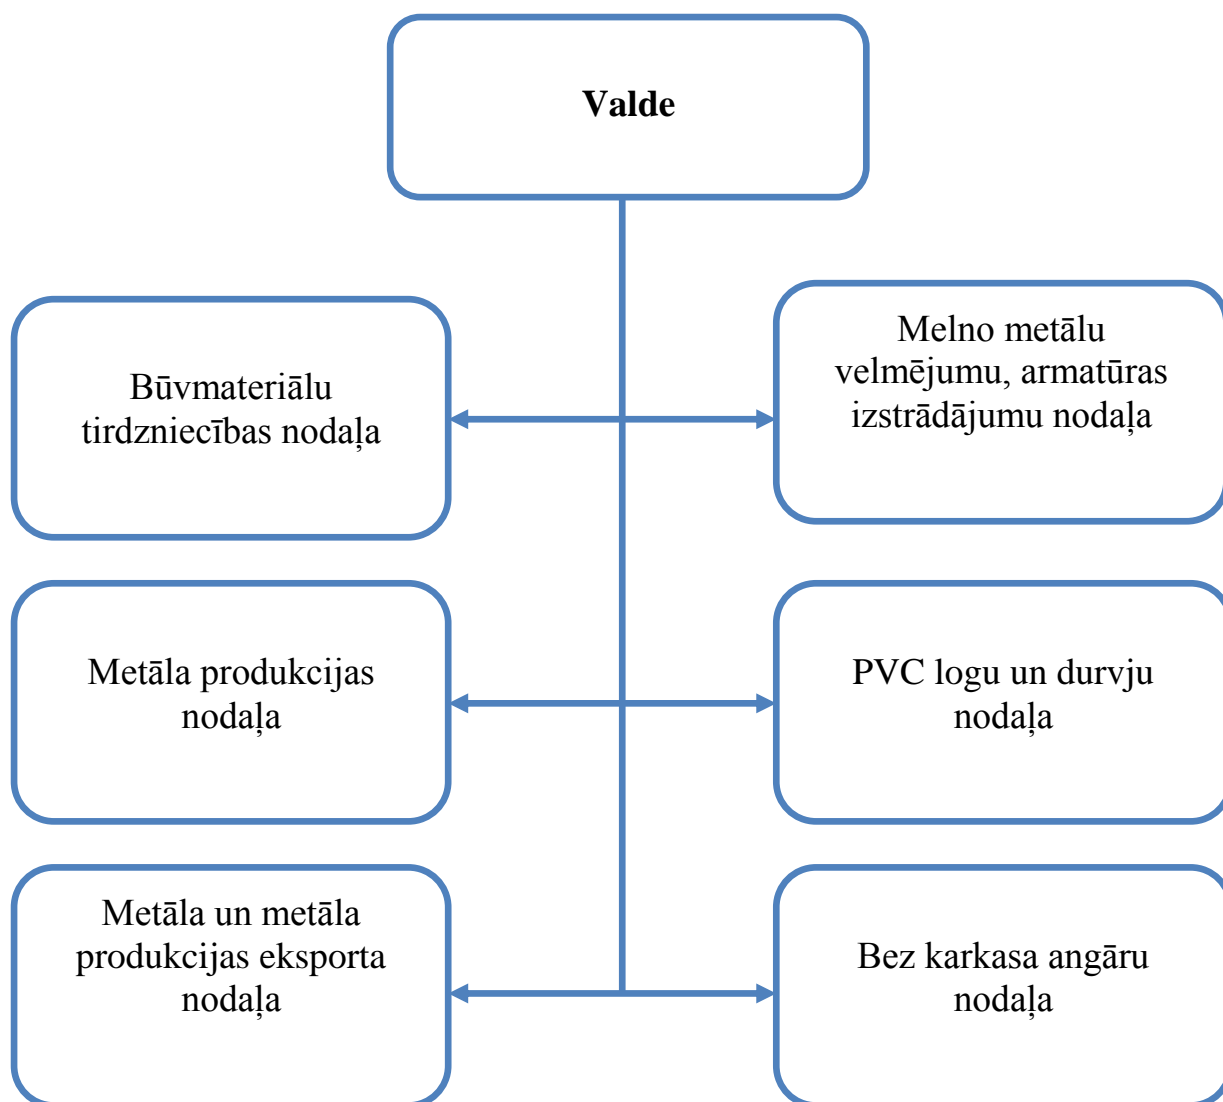 Valde
Būvmateriālu
tirdzniecības nodaļa
Melno metālu
velmējumu, armatūras
izstrādājumu nodaļa
Metāla produkcijas
nodaļa
PVC logu un durvju
nodaļa
Metāla un metāla
produkcijas eksporta
nodaļa
Bez karkasa angāru
nodaļa